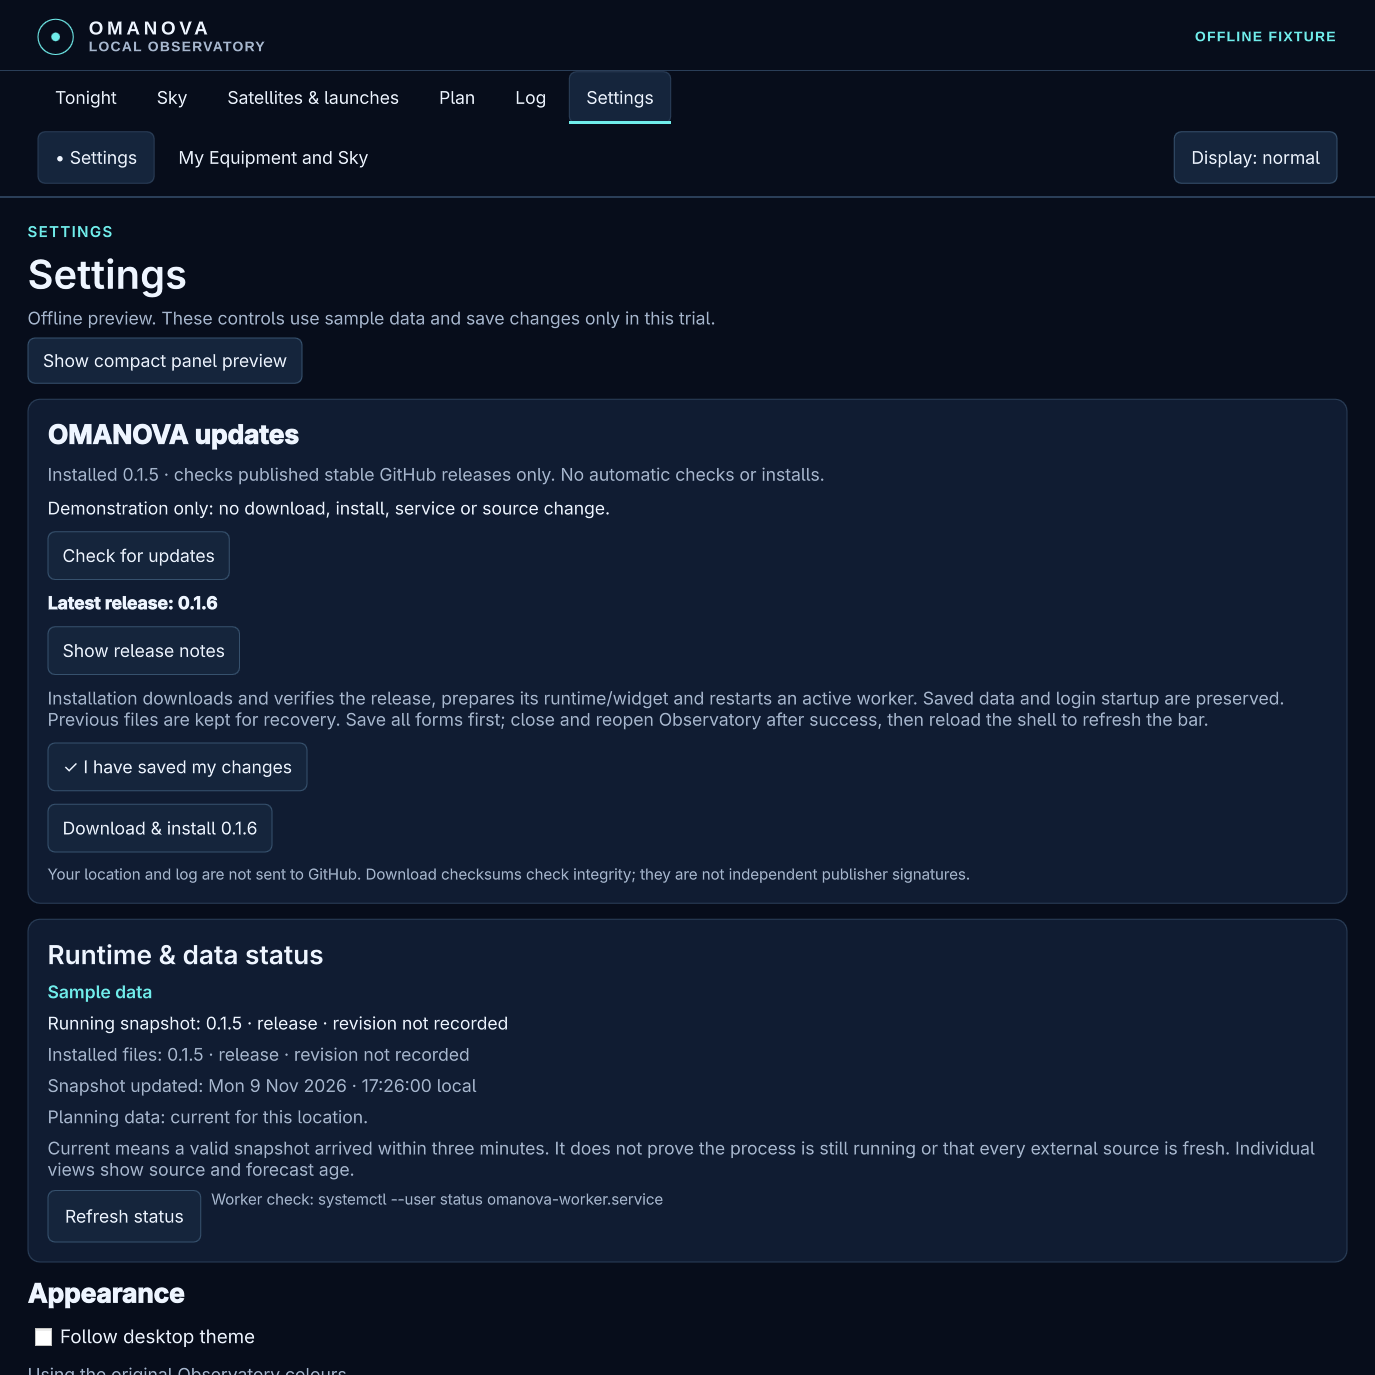 OMANOVA
LOCAL OBSERVATORY
OFFLINE FIXTURE
Tonight
Sky
Satellites & launches
Plan
Log
Settings
• Settings
My Equipment and Sky
Display: normal
SETTINGS
Settings
Offline preview. These controls use sample data and save changes only in this trial.
Show compact panel preview
OMANOVA updates
Installed 0.1.5 · checks published stable GitHub releases only. No automatic checks or installs.
Demonstration only: no download, install, service or source change.
Check for updates
Latest release: 0.1.6
Show release notes
Installation downloads and verifies the release, prepares its runtime/widget and restarts an active worker. Saved data and login startup are preserved.
Previous files are kept for recovery. Save all forms first; close and reopen Observatory after success, then reload the shell to refresh the bar.
✓ I have saved my changes
Download & install 0.1.6
Your location and log are not sent to GitHub. Download checksums check integrity; they are not independent publisher signatures.
Runtime & data status
Sample data
Running snapshot: 0.1.5 · release · revision not recorded
Installed files: 0.1.5 · release · revision not recorded
Snapshot updated: Mon 9 Nov 2026 · 17:26:00 local
Planning data: current for this location.
Current means a valid snapshot arrived within three minutes. It does not prove the process is still running or that every external source is fresh. Individual
views show source and forecast age.
Refresh status
Worker check: systemctl --user status omanova-worker.service
Appearance
Follow desktop theme
Using the original Observatory colours